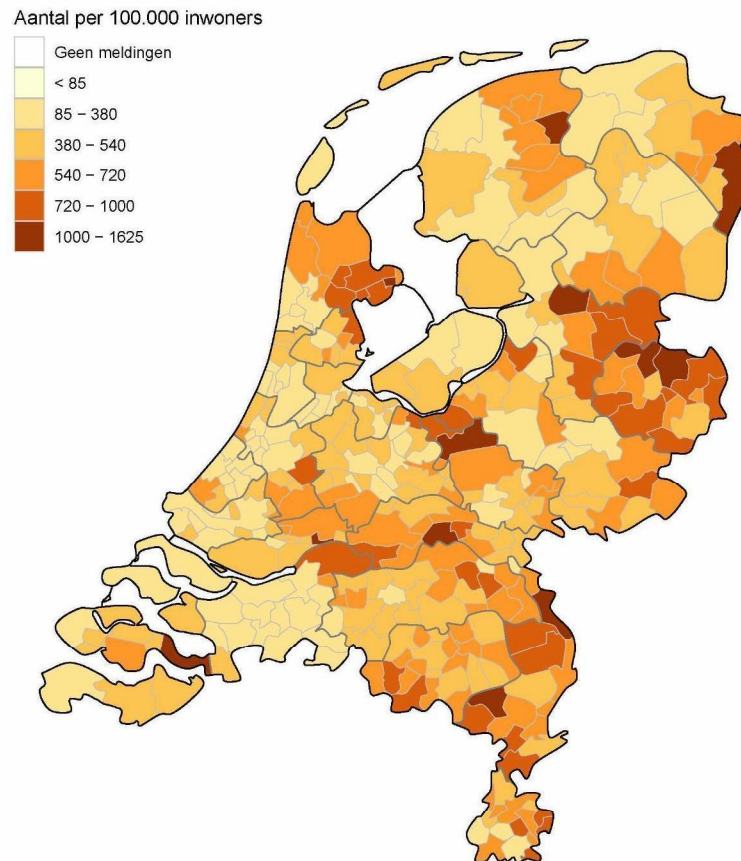 Aantal per 100.000 inwoners
Geen meldingen
< 85
85 − 380
380 − 540
540 − 720
720 − 1000
1000 − 1625